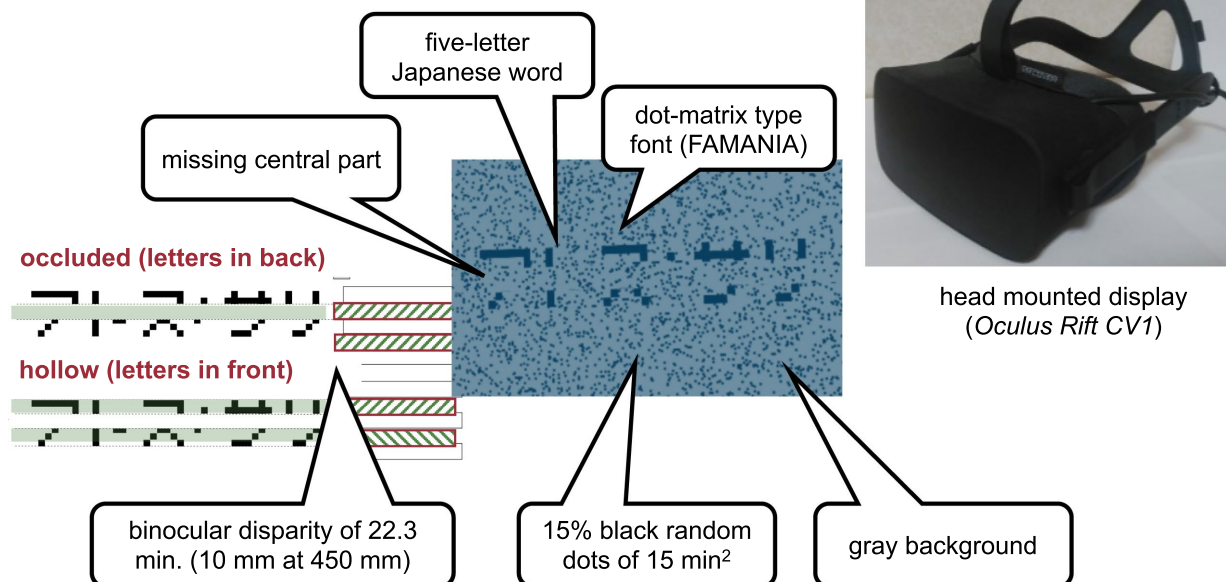 five-letter
Japanese word
dot-matrix type
font (FAMANIA)
missing central part
occluded (letters in back)
hollow (letters in front)
head mounted display
(Oculus Rift CV1)
binocular disparity of 22.3
min. (10 mm at 450 mm)
15% black random
dots of 15 min²
gray background